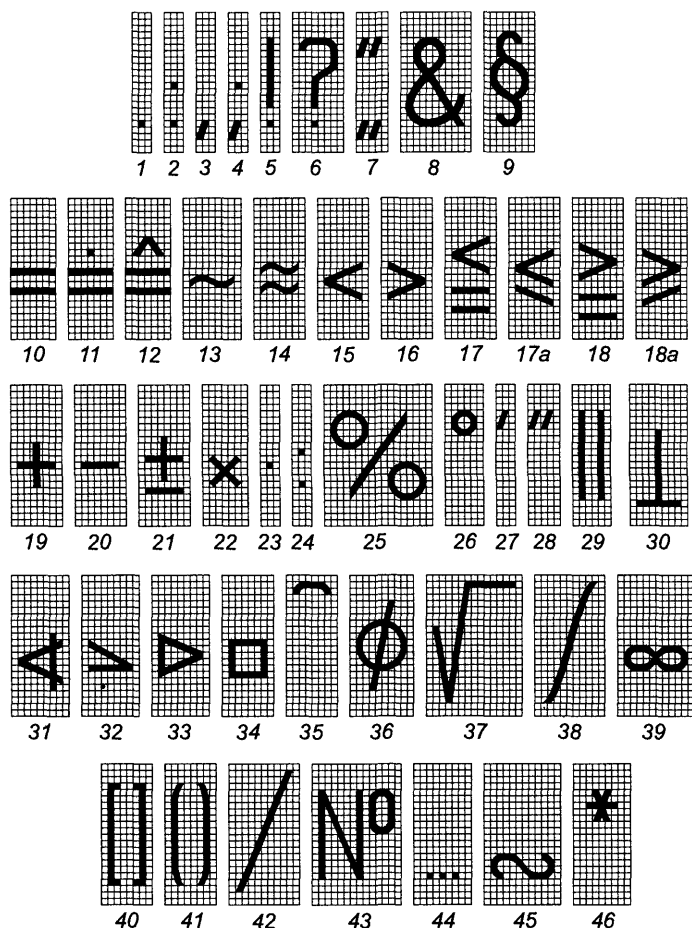 . : , ; ! ? " „ & §
1 2 3 4 5 6 7 8 9
= ≐ ≙ ~ ≈ < > ≦ ⩽ ≧ ⩾
10 11 12 13 14 15 16 17 17a 18 18a
+ − ± × · : % ° ′ ″ || ⊥
19 20 21 22 23 24 25 26 27 28 29 30
∢ ⦥ ▷ □ ⌒ ϕ √ ∫ ∞
31 32 33 34 35 36 37 38 39
[ ] ( ) / № ... ∾ *
40 41 42 43 44 45 46